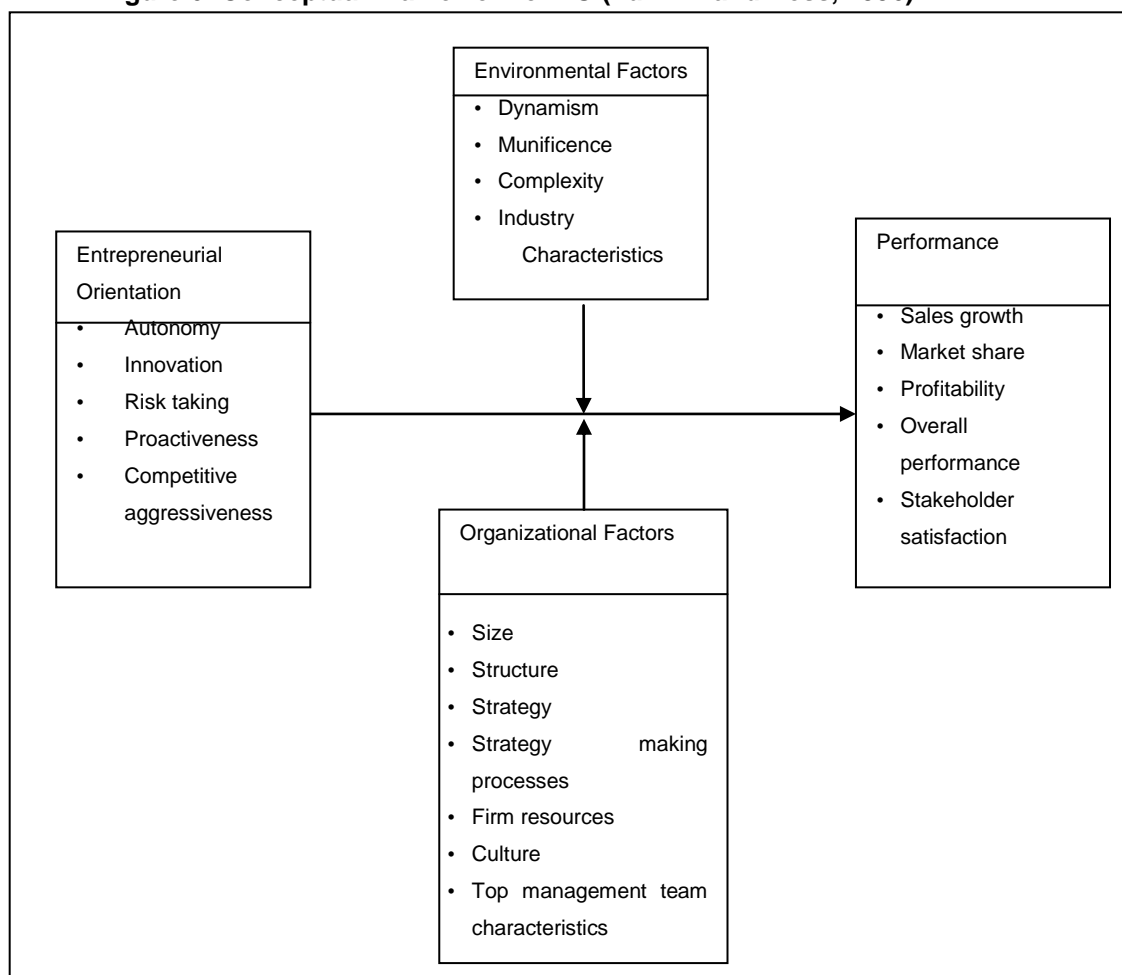 Environmental Factors
• Dynamism
• Munificence
• Complexity
• Industry
Characteristics
Entrepreneurial
Orientation
• Autonomy
• Innovation
• Risk taking
• Proactiveness
• Competitive
aggressiveness
Performance
• Sales growth
• Market share
• Profitability
• Overall
performance
• Stakeholder
satisfaction
Organizational Factors
• Size
• Structure
• Strategy
• Strategy making
processes
• Firm resources
• Culture
• Top management team
characteristics